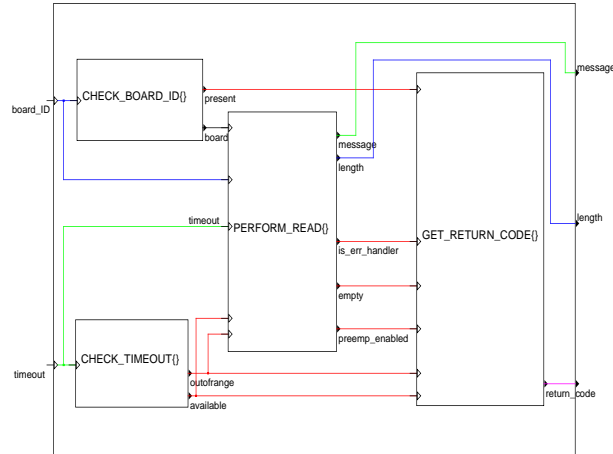 message
CHECK_BOARD_ID{}
present
board_ID
board
message
length
length
timeout
PERFORM_READ{}
GET_RETURN_CODE{}
is_err_handler
empty
preemp_enabled
CHECK_TIMEOUT{}
timeout
outofrange
available
return_code